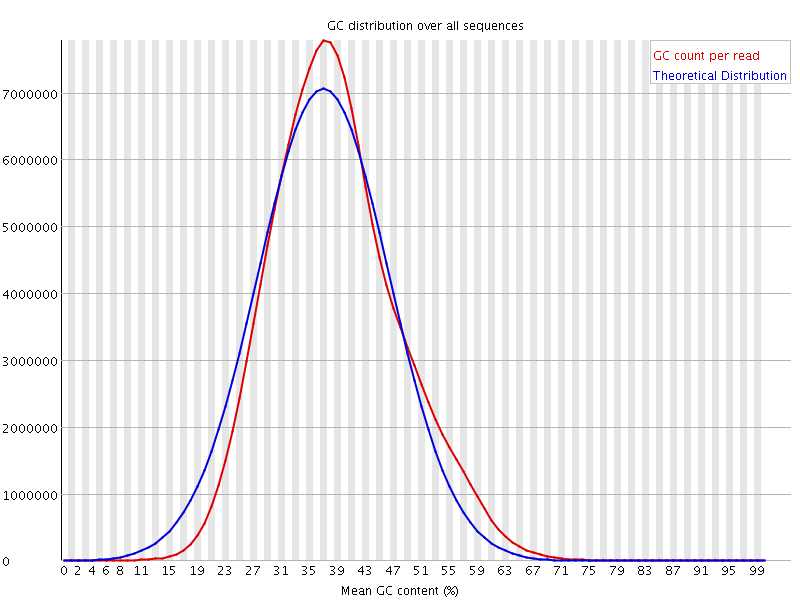 GC distribution over all sequences
GC count per read
Theoretical Distribution
7000000
6000000
5000000
4000000
3000000
2000000
1000000
0
0 2 4 6 8 11 15 19 23 27 31 35 39 43 47 51 55 59 63 67 71 75 79 83 87 91 95 99
Mean GC content (%)